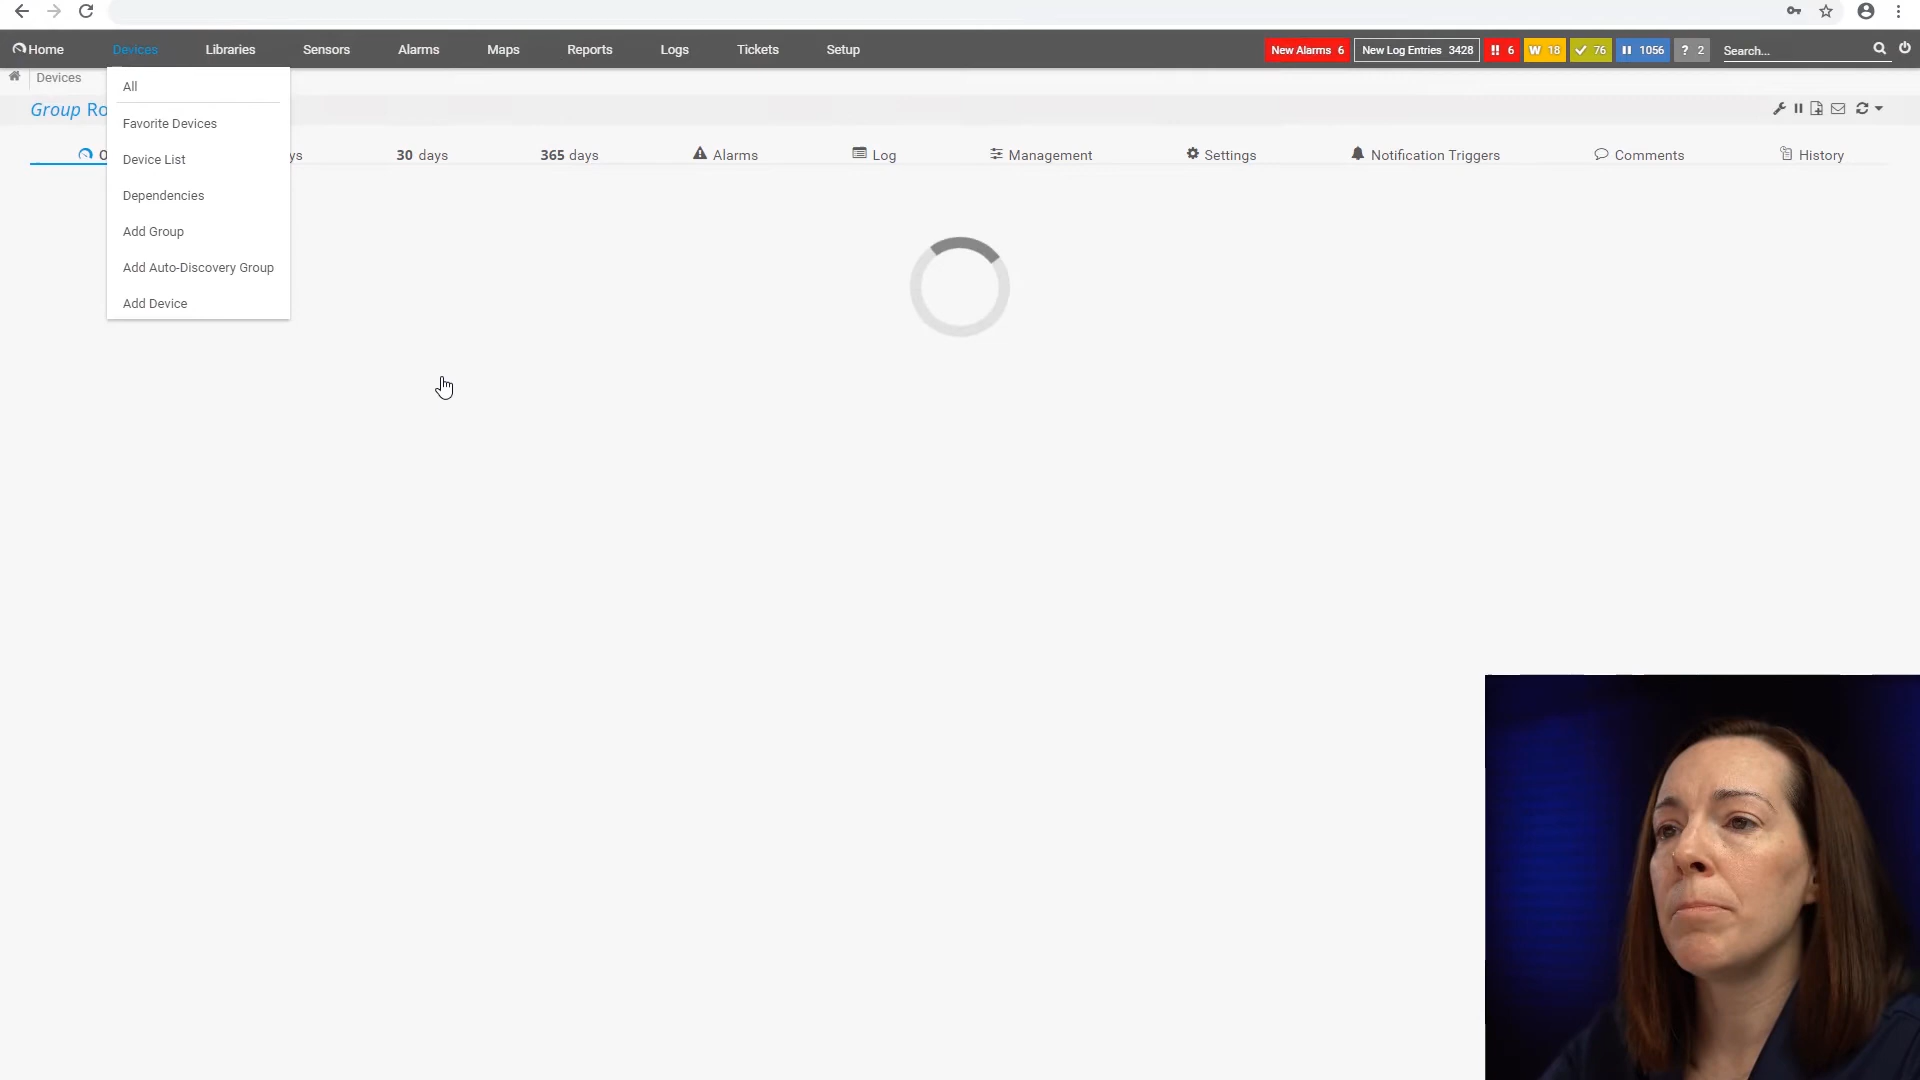 Home Devices Libraries Sensors Alarms Maps Reports Logs Tickets Setup New Alarms 6 New Log Entries 3428 !! 6 W 18 76 1056 ? 2 Search...
Devices
All
Group Ro
Favorite Devices
O ys 30 days 365 days Alarms Log Management Settings Notification Triggers Comments History
Device List
Dependencies
Add Group
Add Auto-Discovery Group
Add Device